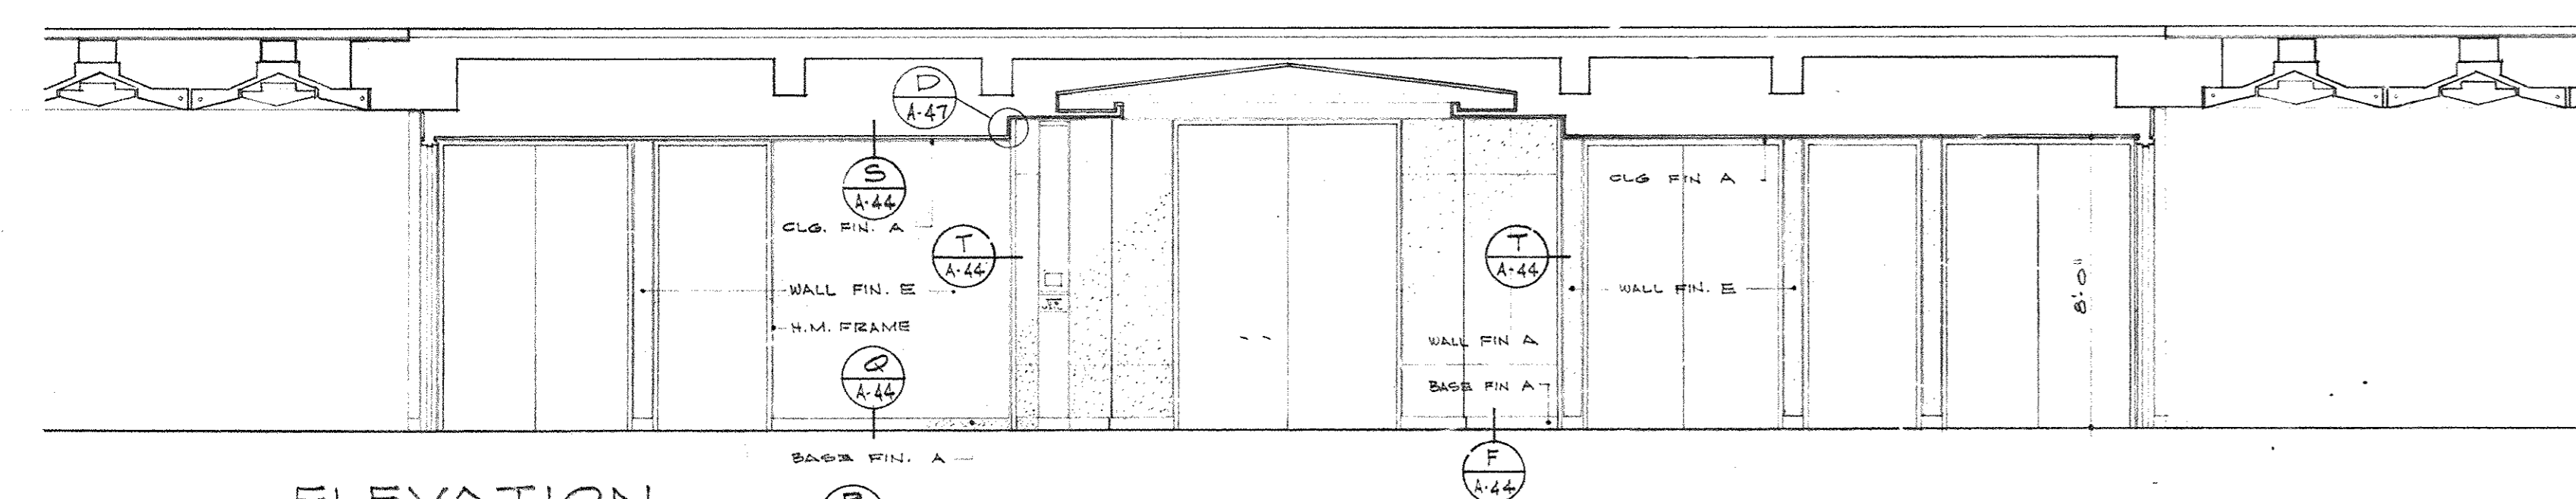 D
A-47
S
A-44
CLG. FIN. A
T
A-44
WALL FIN. E
H.M. FRAME
Q
A-44
BASE FIN. A
T
A-44
CLG FIN A
WALL FIN. E
8'-0"
WALL FIN A
BASE FIN A
F
A-44
ELEVATION